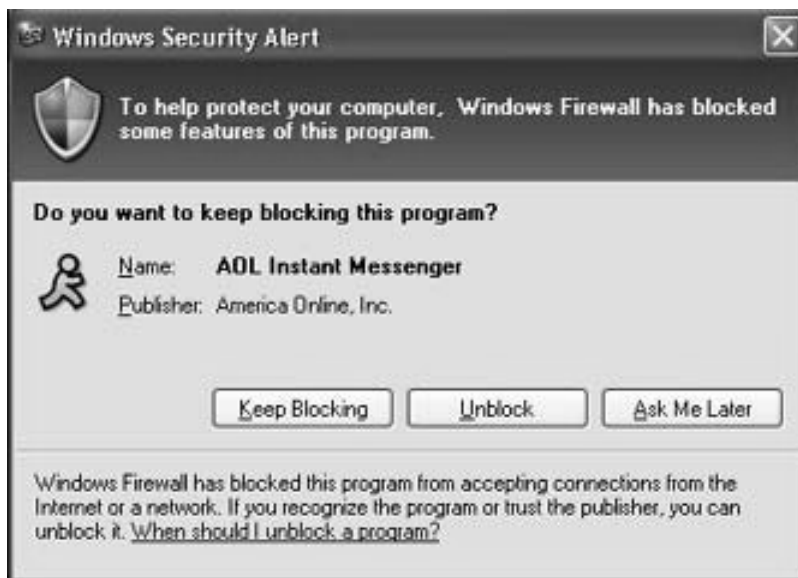 Windows Security Alert
To help protect your computer, Windows Firewall has blocked
some features of this program.
Do you want to keep blocking this program?
Name: AOL Instant Messenger
Publisher: America Online, Inc.
Keep Blocking Unblock Ask Me Later
Windows Firewall has blocked this program from accepting connections from the
Internet or a network. If you recognize the program or trust the publisher, you can
unblock it. When should I unblock a program?